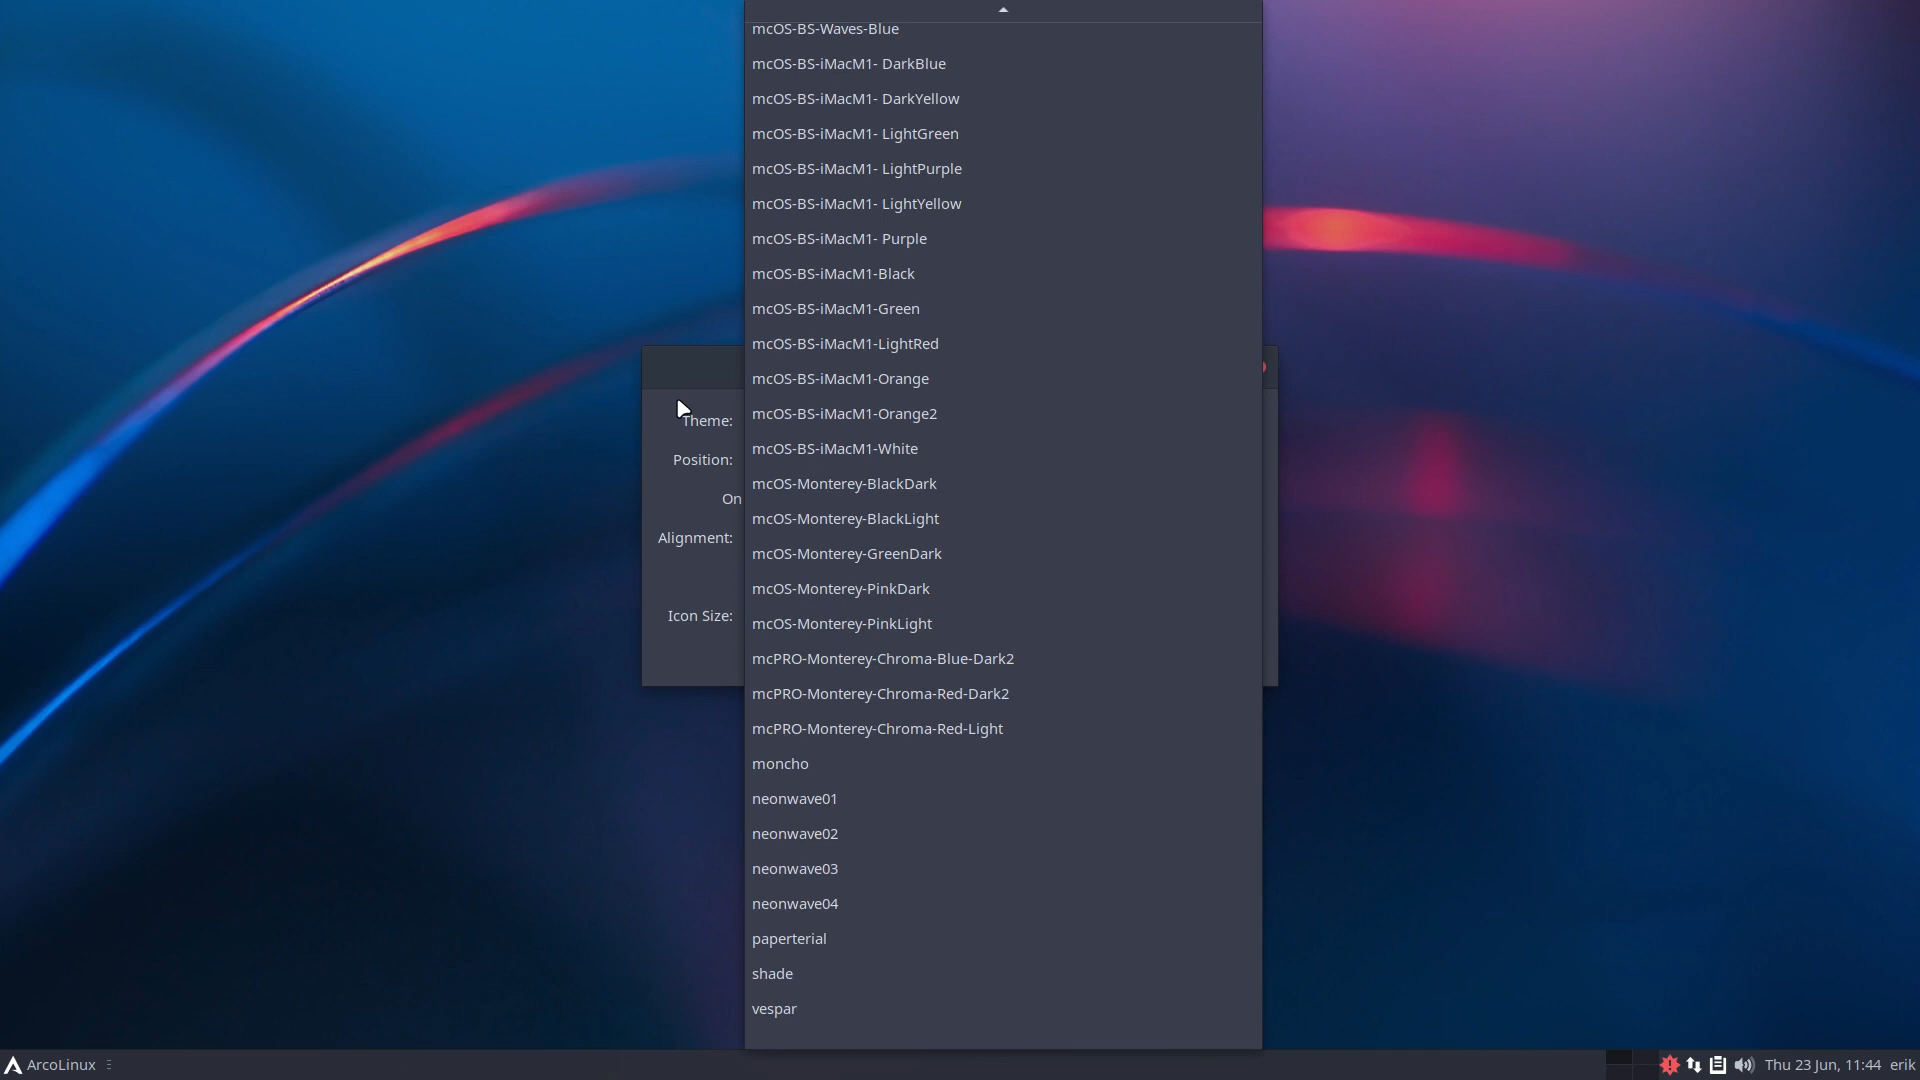 mcOS-BS-Waves-Blue
mcOS-BS-iMacM1- DarkBlue
mcOS-BS-iMacM1- DarkYellow
mcOS-BS-iMacM1- LightGreen
mcOS-BS-iMacM1- LightPurple
mcOS-BS-iMacM1- LightYellow
mcOS-BS-iMacM1- Purple
mcOS-BS-iMacM1-Black
mcOS-BS-iMacM1-Green
mcOS-BS-iMacM1-LightRed
mcOS-BS-iMacM1-Orange
mcOS-BS-iMacM1-Orange2
mcOS-BS-iMacM1-White
mcOS-Monterey-BlackDark
mcOS-Monterey-BlackLight
mcOS-Monterey-GreenDark
mcOS-Monterey-PinkDark
mcOS-Monterey-PinkLight
mcPRO-Monterey-Chroma-Blue-Dark2
mcPRO-Monterey-Chroma-Red-Dark2
mcPRO-Monterey-Chroma-Red-Light
moncho
neonwave01
neonwave02
neonwave03
neonwave04
paperterial
shade
vespar
Theme:
Position:
On
Alignment:
Icon Size:
ArcoLinux
Thu 23 Jun, 11:44 erik